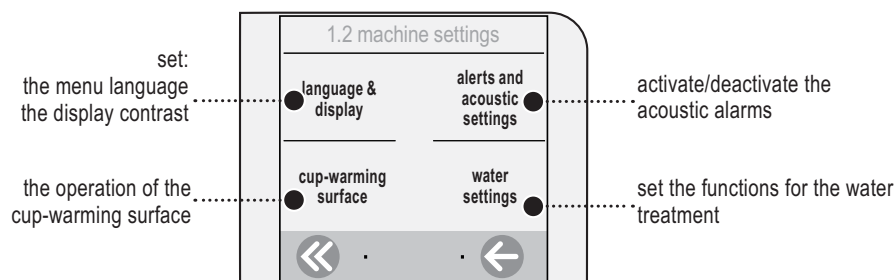 1.2 machine settings
set:
the menu language
the display contrast
language &
display
alerts and
acoustic
settings
activate/deactivate the
acoustic alarms
the operation of the
cup-warming surface
cup-warming
surface
water
settings
set the functions for the water
treatment